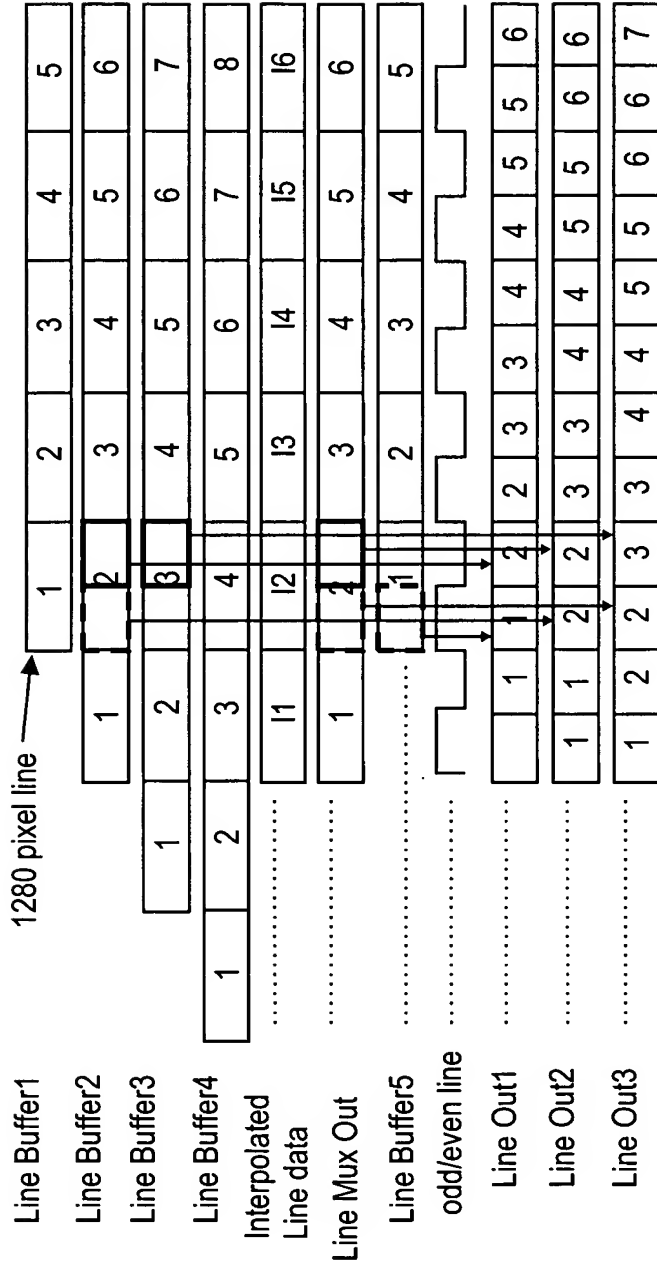 1280 pixel line
Line Buffer1 1 2 3 4 5
Line Buffer2 1 2 3 4 5 6
Line Buffer3 1 2 3 4 5 6 7
Line Buffer4 1 2 3 4 5 6 7 8
Interpolated
Line data I1 I2 I3 I4 I5 I6
Line Mux Out 1 2 3 4 5 6
Line Buffer5 1 2 3 4 5
odd/even line
Line Out1 1 1 2 2 3 3 4 4 5 5 6
Line Out2 1 1 2 2 3 3 4 4 5 5 6 6
Line Out3 1 2 2 3 3 4 4 5 5 6 6 7